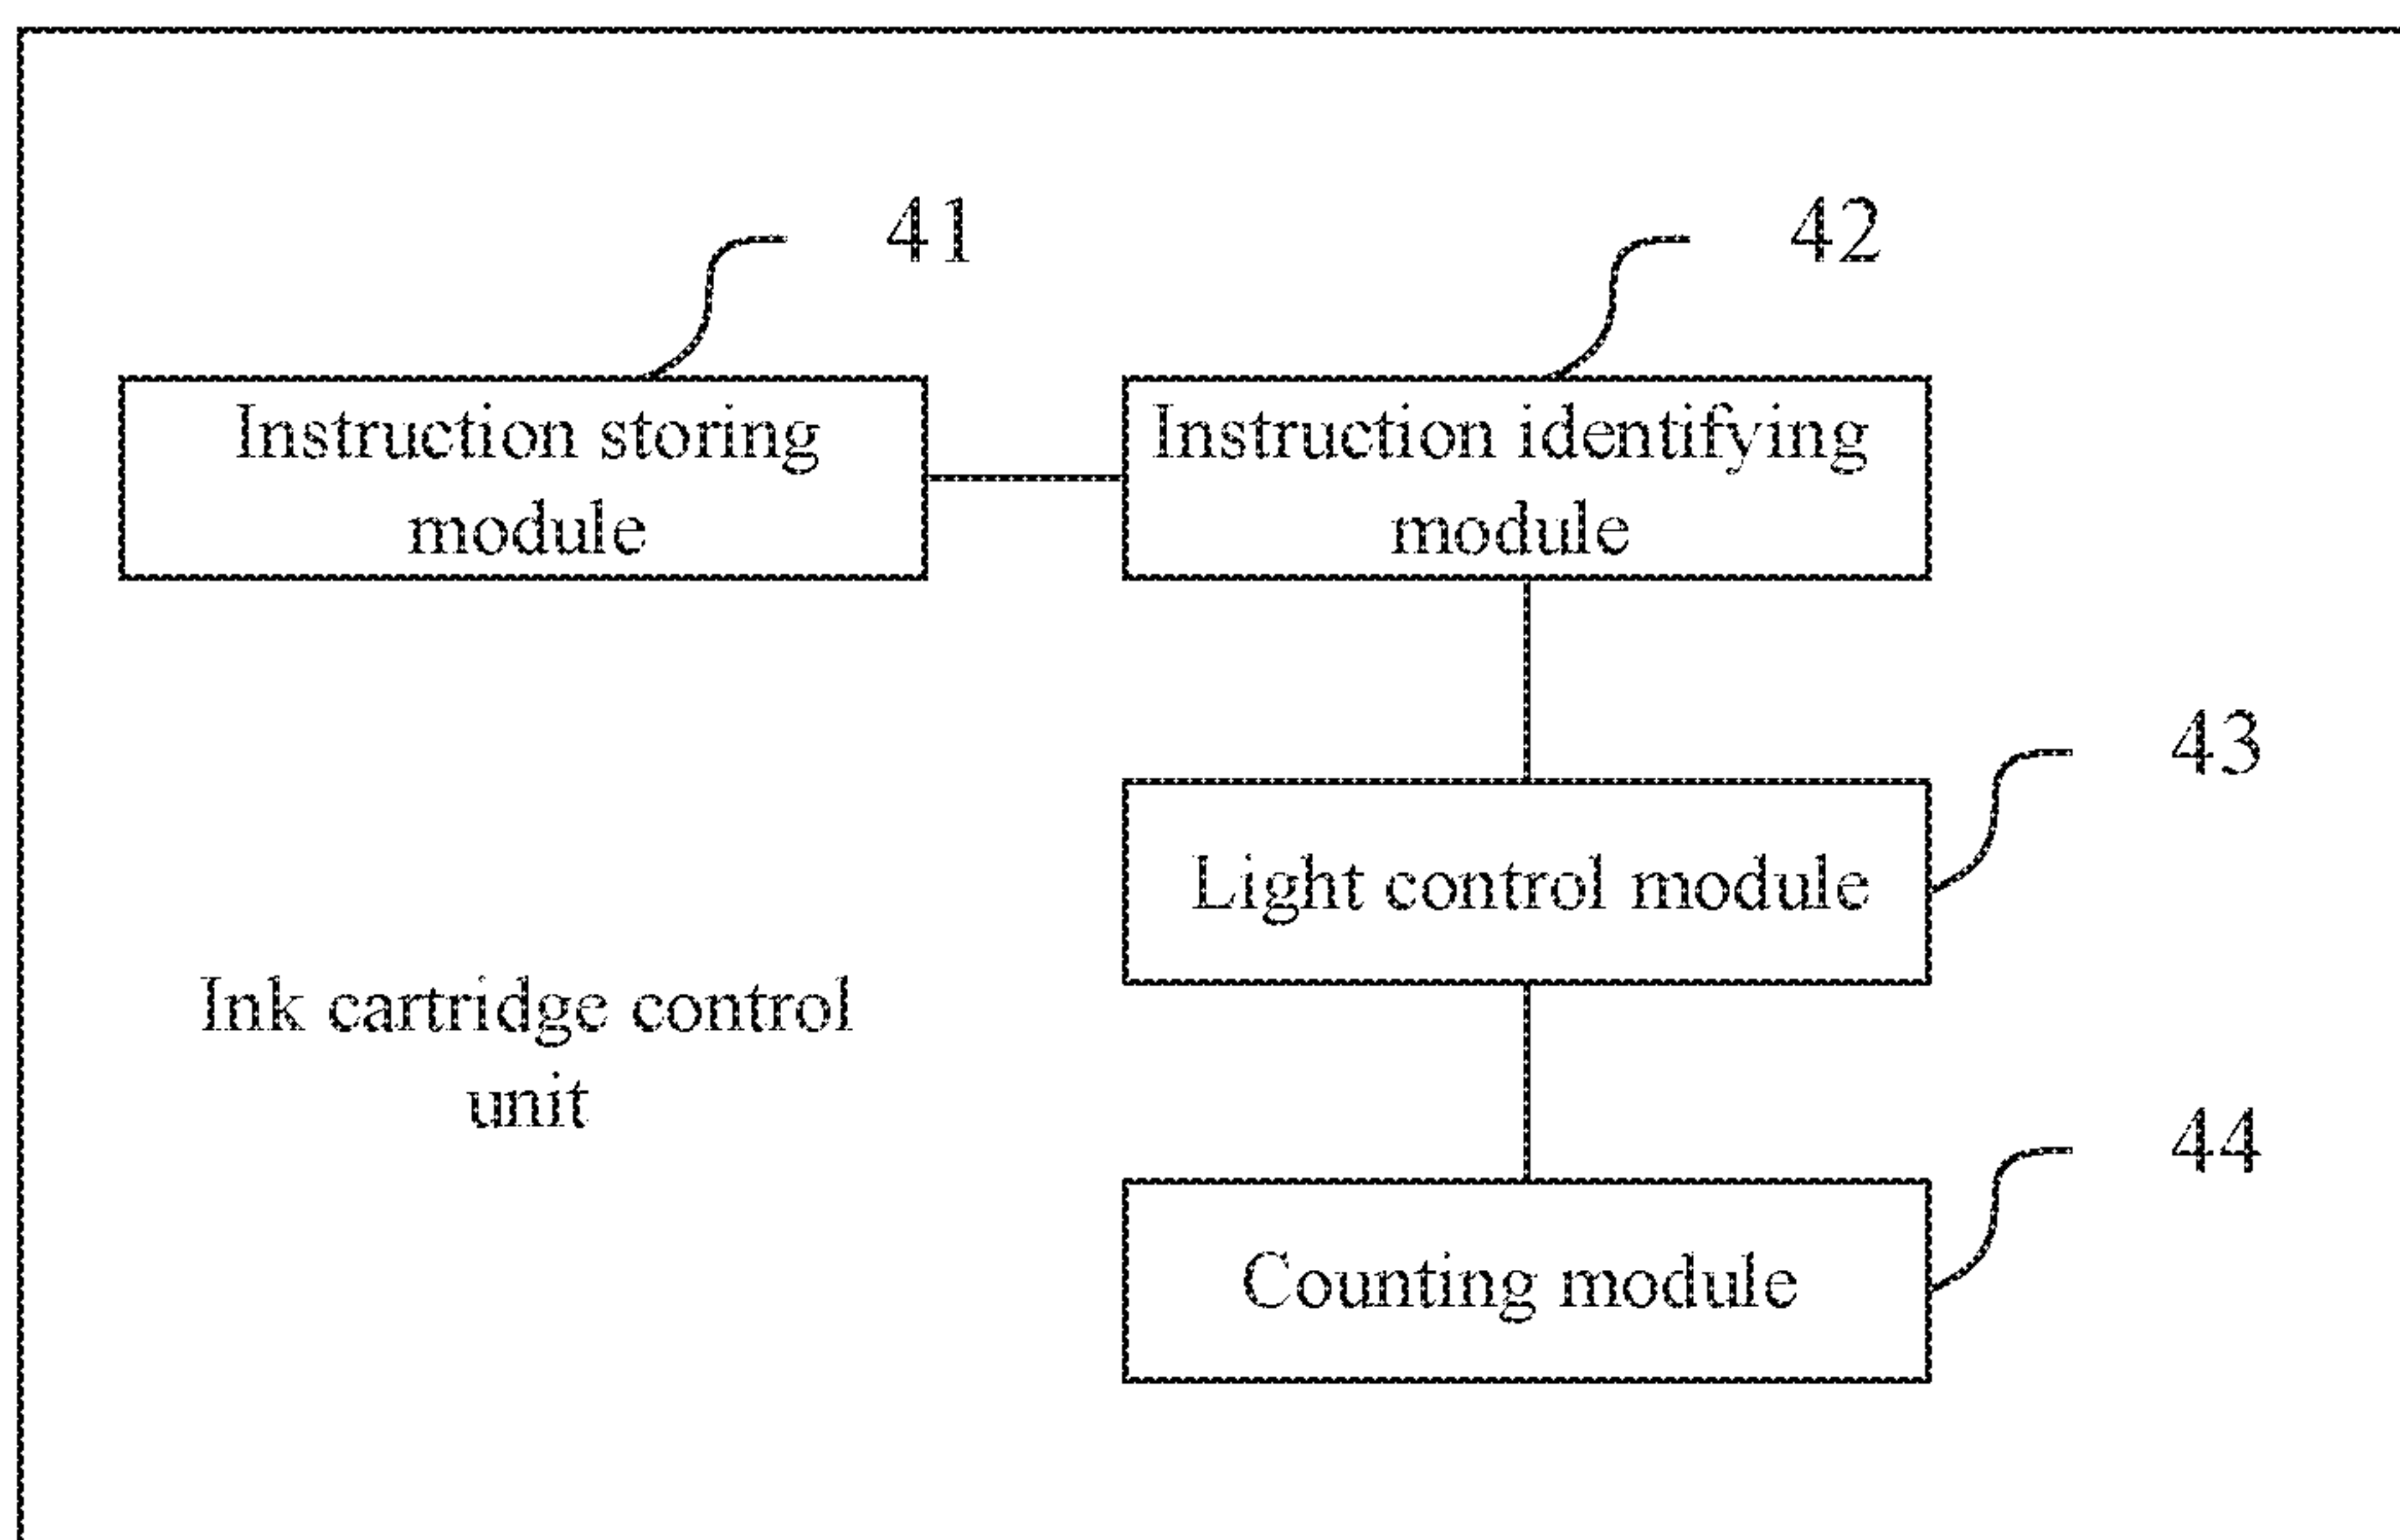 41
42
Instruction storing
module
Instruction identifying
module
43
Light control module
Ink cartridge control
unit
44
Counting module